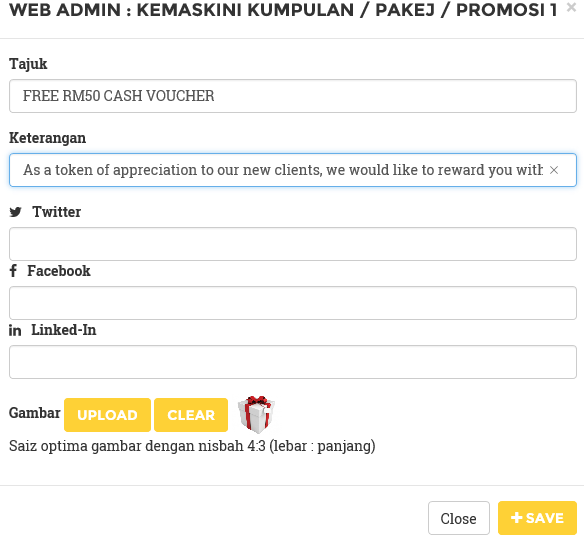 WEB ADMIN : KEMASKINI KUMPULAN / PAKEJ / PROMOSI 1 ×
Tajuk
FREE RM50 CASH VOUCHER
Keterangan
As a token of appreciation to our new clients, we would like to reward you with ×
Twitter
Facebook
Linked-In
Gambar UPLOAD CLEAR
Saiz optima gambar dengan nisbah 4:3 (lebar : panjang)
Close + SAVE